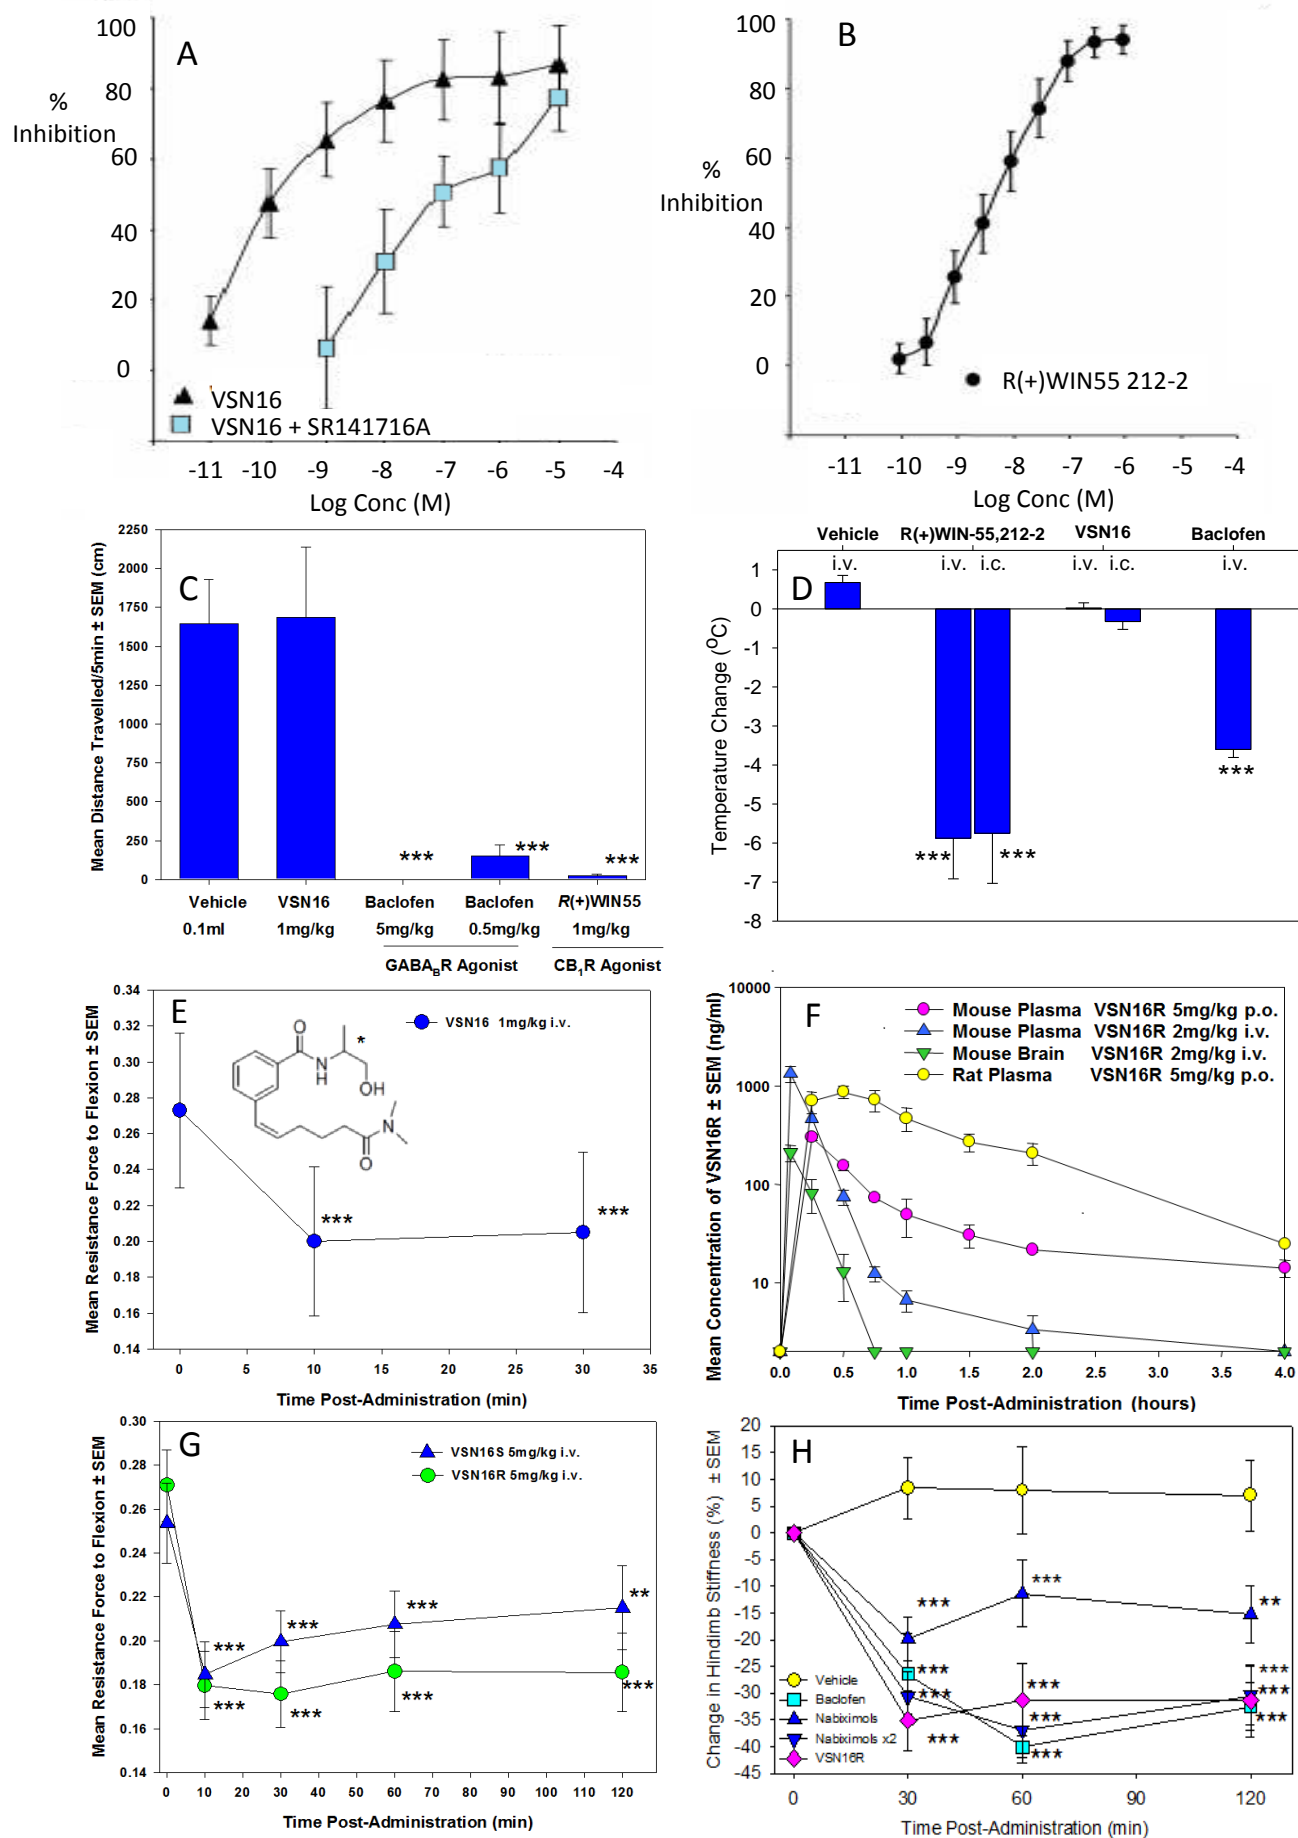 A
100
80
60
40
20
0
%
Inhibition
VSN16
VSN16 + SR141716A
-11 -10 -9 -8 -7 -6 -5 -4
Log Conc (M)
B
100
80
60
40
20
0
%
Inhibition
R(+)WIN55 212-2
-11 -10 -9 -8 -7 -6 -5 -4
Log Conc (M)
C
Mean Distance Travelled/5min ± SEM (cm)
2250
2000
1750
1500
1250
1000
750
500
250
0
*** *** ***
Vehicle VSN16 Baclofen Baclofen R(+)WIN55
0.1ml 1mg/kg 5mg/kg 0.5mg/kg 1mg/kg
GABABR Agonist CB1R Agonist
D
Vehicle R(+)WIN-55,212-2 VSN16 Baclofen
i.v. i.v. i.c. i.v. i.c. i.v.
Temperature Change (OC)
1
0
-1
-2
-3
-4
-5
-6
-7
-8
*** *** ***
E
Mean Resistance Force to Flexion ± SEM
0.34
0.32
0.30
0.28
0.26
0.24
0.22
0.20
0.18
0.16
0.14
VSN16 1mg/kg i.v.
O
N
H
*
OH
N
O
*** ***
0 5 10 15 20 25 30 35
Time Post-Administration (min)
F
Mean Concentration of VSN16R ± SEM (ng/ml)
10000
1000
100
10
Mouse Plasma VSN16R 5mg/kg p.o.
Mouse Plasma VSN16R 2mg/kg i.v.
Mouse Brain VSN16R 2mg/kg i.v.
Rat Plasma VSN16R 5mg/kg p.o.
0.0 0.5 1.0 1.5 2.0 2.5 3.0 3.5 4.0
Time Post-Administration (hours)
G
Mean Resistance Force to Flexion ± SEM
0.30
0.28
0.26
0.24
0.22
0.20
0.18
0.16
0.14
VSN16S 5mg/kg i.v.
VSN16R 5mg/kg i.v.
*** *** *** **
*** *** *** ***
0 10 20 30 40 50 60 70 80 90 100 110 120
Time Post-Administration (min)
H
Change in Hindimb Stiffness (%) ± SEM
20
15
10
5
0
-5
-10
-15
-20
-25
-30
-35
-40
-45
*** *** **
*** *** ***
*** *** ***
*** *** ***
Vehicle
Baclofen
Nabiximols
Nabiximols x2
VSN16R
0 30 60 90 120
Time Post-Administration (min)